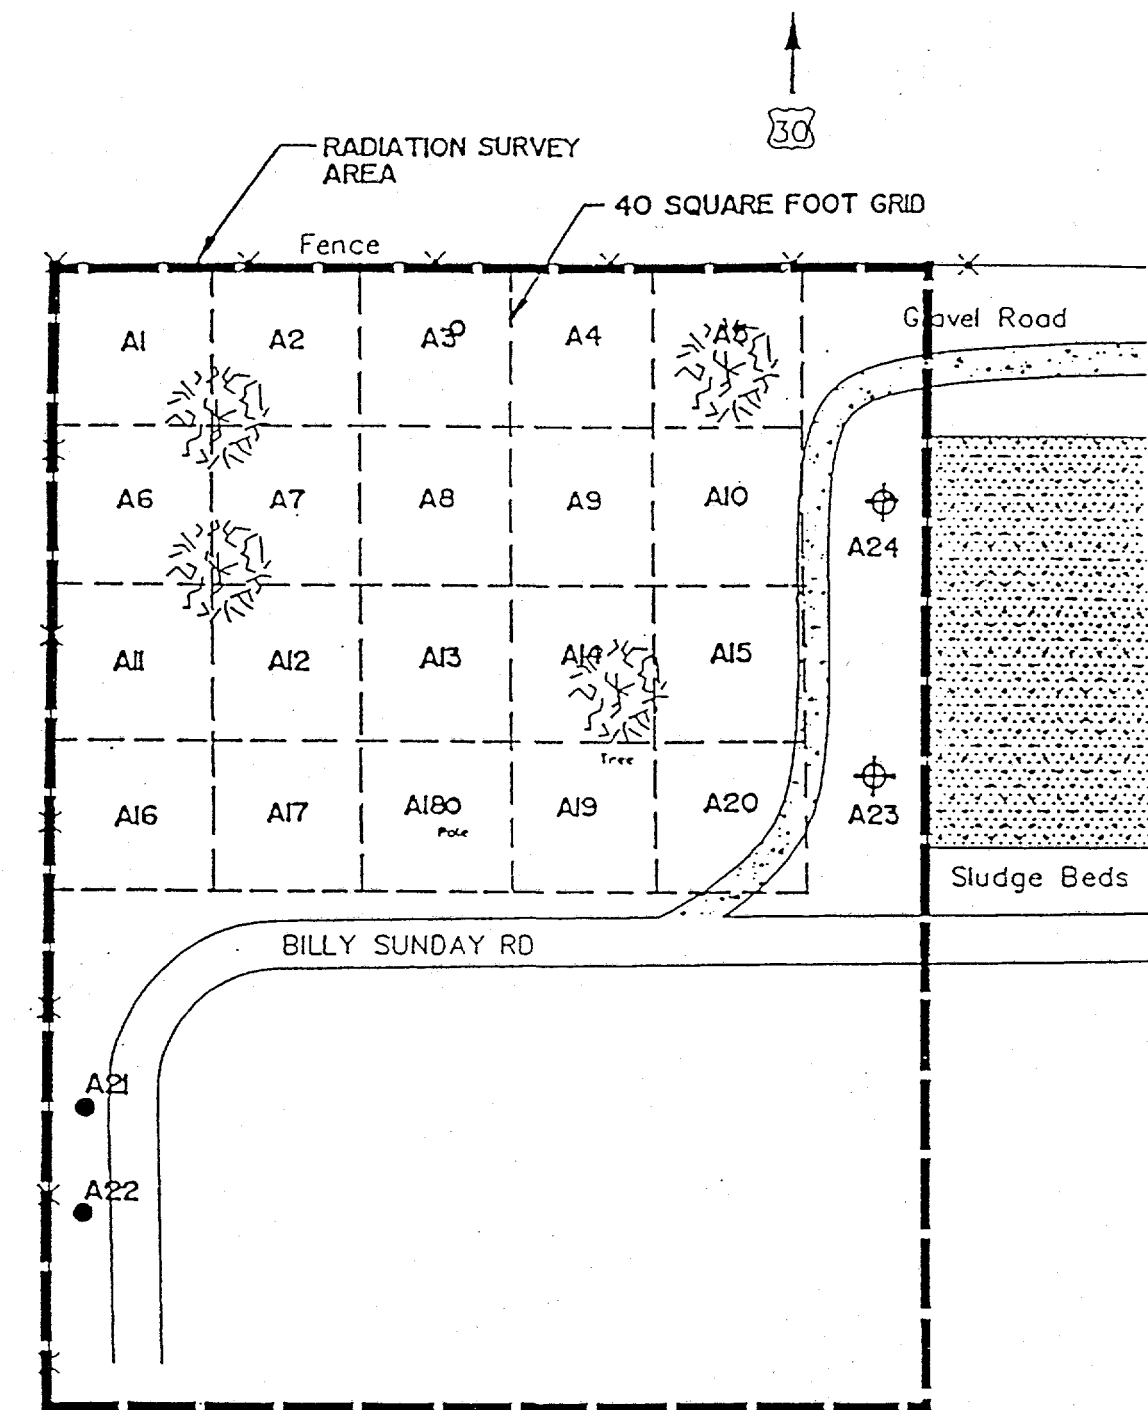 30
RADIATION SURVEY
AREA
40 SQUARE FOOT GRID
Fence
Gravel Road
A1 A2 A3 A4 A5
A6 A7 A8 A9 A10
A24
A11 A12 A13 A14 A15
Tree
A16 A17 A18 A19 A20 A23
Pole
Sludge Beds
BILLY SUNDAY RD
A21
A22